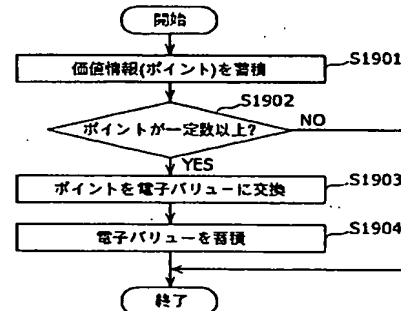 開始
価値情報(ポイント)を蓄積
S1901
S1902
ポイントが一定数以上?
NO
YES
ポイントを電子バリューに交換
S1903
電子バリューを蓄積
S1904
終了